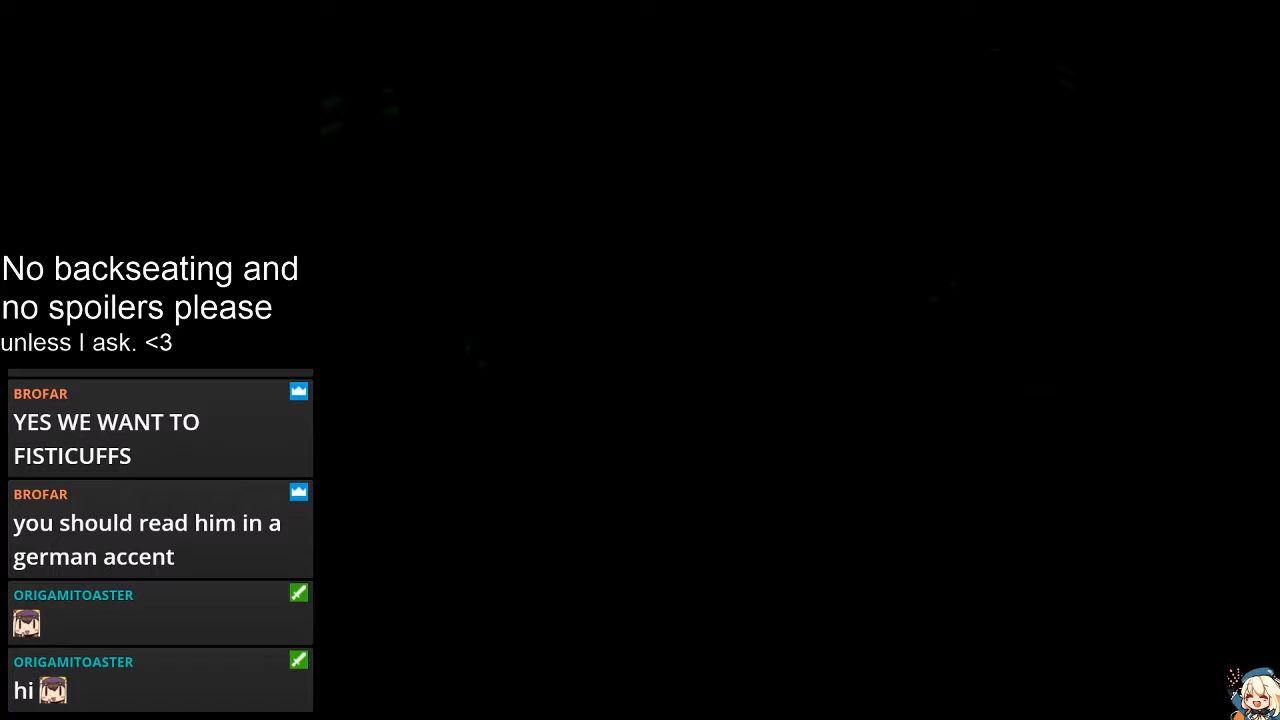 No backseating and
no spoilers please
unless I ask. <3
BROFAR
YES WE WANT TO
FISTICUFFS
BROFAR
you should read him in a
german accent
ORIGAMITOASTER
ORIGAMITOASTER
hi